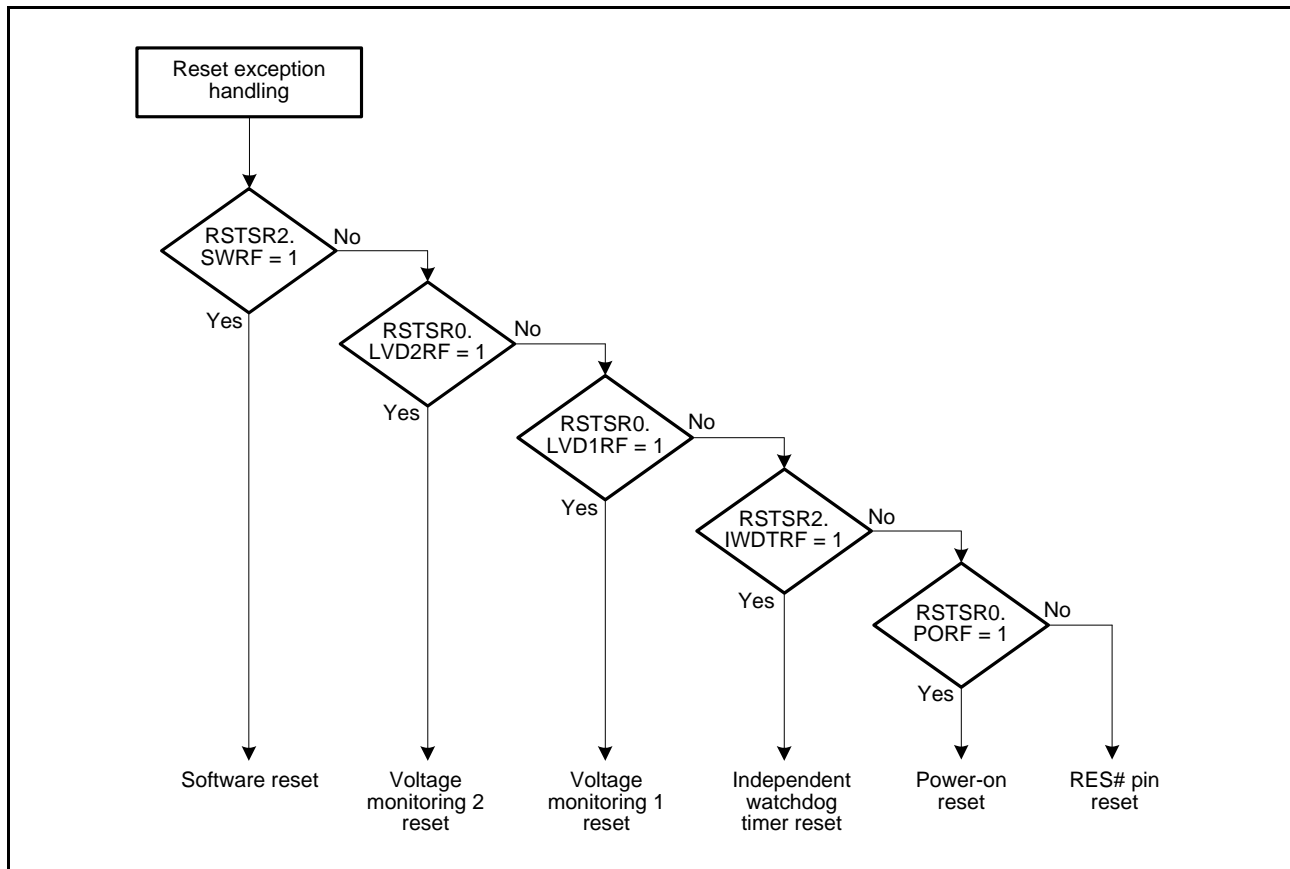 Reset exception
handling
RSTSR2.
SWRF = 1
No
Yes
RSTSR0.
LVD2RF = 1
No
Yes
RSTSR0.
LVD1RF = 1
No
Yes
RSTSR2.
IWDTRF = 1
No
Yes
RSTSR0.
PORF = 1
No
Yes
Software reset
Voltage
monitoring 2
reset
Voltage
monitoring 1
reset
Independent
watchdog
timer reset
Power-on
reset
RES# pin
reset